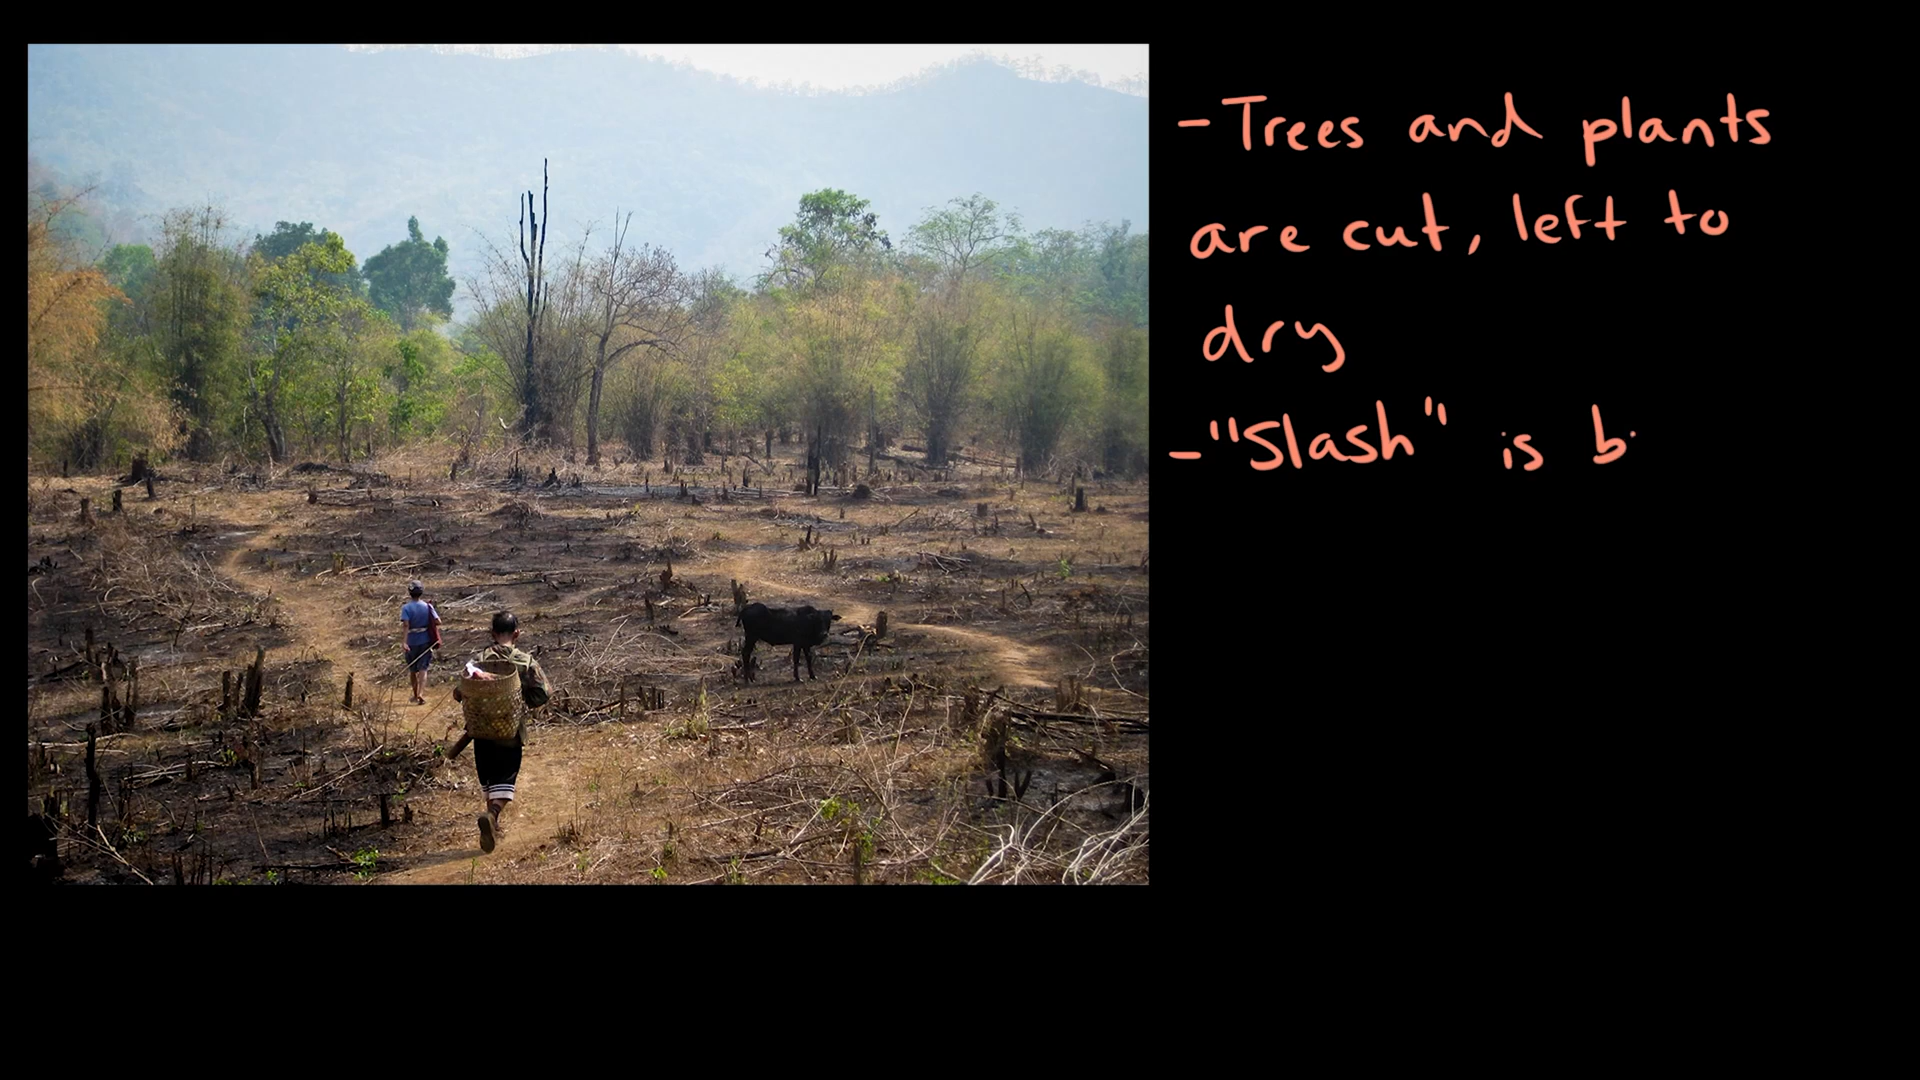 -Trees and plants
are cut, left to
dry
-"Slash" is b